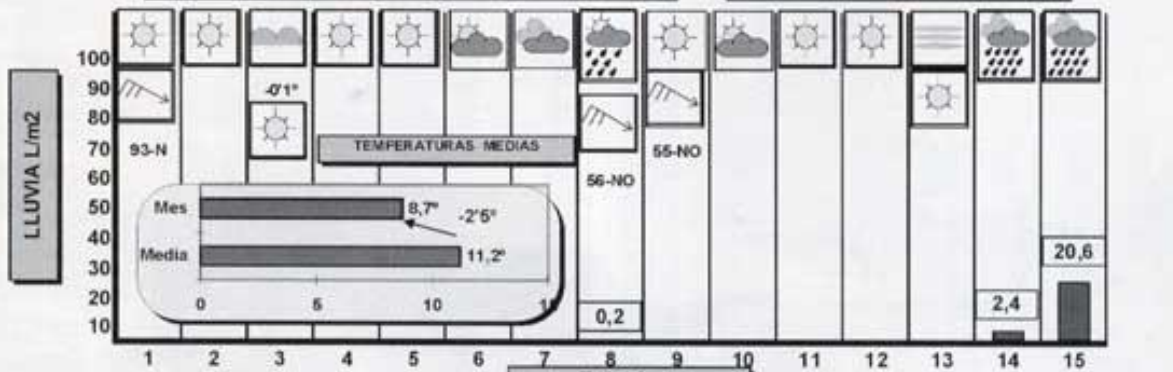 LLUVIA L/m2
100
90
80
70
60
50
40
30
20
10
93-N
-0'1º
TEMPERATURAS MEDIAS
56-NO
55-NO
Mes
8,7º
-2'5º
Media
11,2º
0
5
10
0,2
2,4
20,6
1 2 3 4 5 6 7 8 9 10 11 12 13 14 15